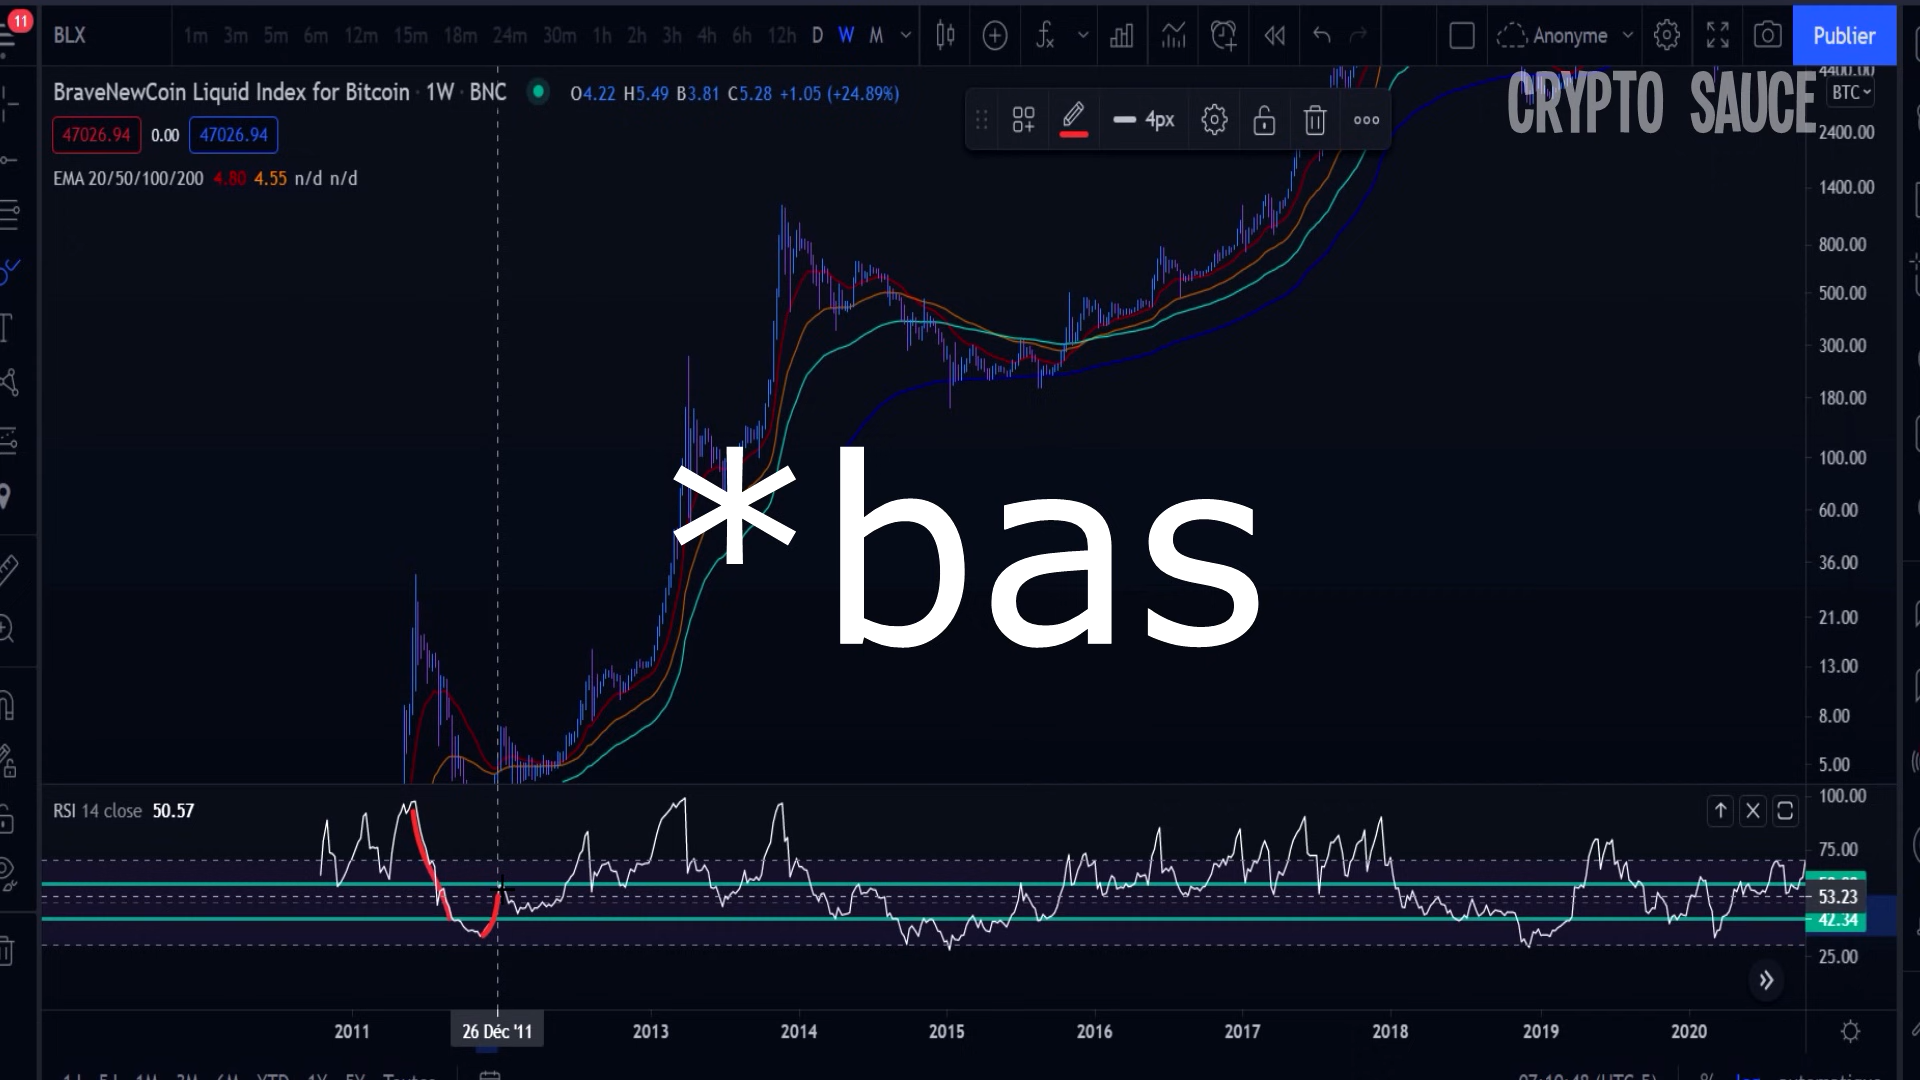 11
BLX 1m 3m 5m 6m 12m 15m 18m 24m 30m 1h 2h 3h 4h 6h 12h D W M Anonyme Publier
BraveNewCoin Liquid Index for Bitcoin · 1W · BNC O4.22 H5.49 B3.81 C5.28 +1.05 (+24.89%)
4px
CRYPTO SAUCE
BTC
47026.94 0.00 47026.94
EMA 20/50/100/200 4.80 4.55 n/d n/d
4400.00
2400.00
1400.00
800.00
500.00
300.00
180.00
100.00
60.00
36.00
21.00
13.00
8.00
5.00
*bas
RSI 14 close 50.57
100.00
75.00
53.23
42.34
25.00
2011 26 Déc '11 2013 2014 2015 2016 2017 2018 2019 2020